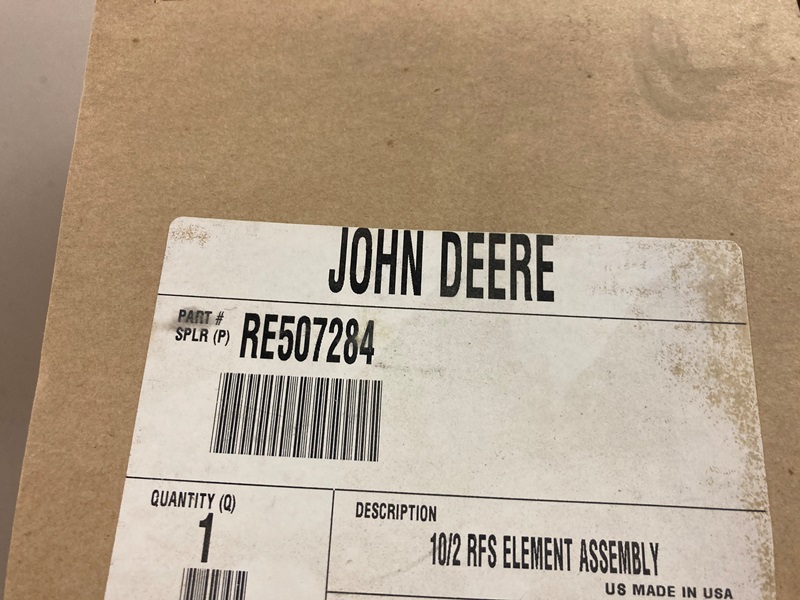 JOHN DEERE
PART #
SPLR (P) RE507284
QUANTITY (Q)
1
DESCRIPTION
10/2 RFS ELEMENT ASSEMBLY
US MADE IN USA